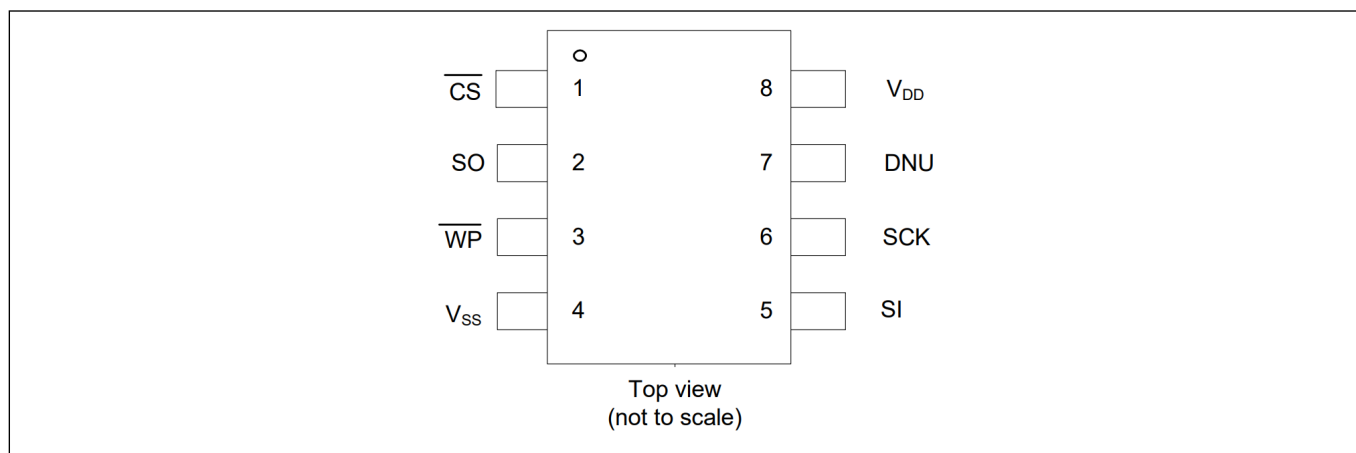 CS 1 8 VDD
SO 2 7 DNU
WP 3 6 SCK
VSS 4 5 SI
Top view
(not to scale)